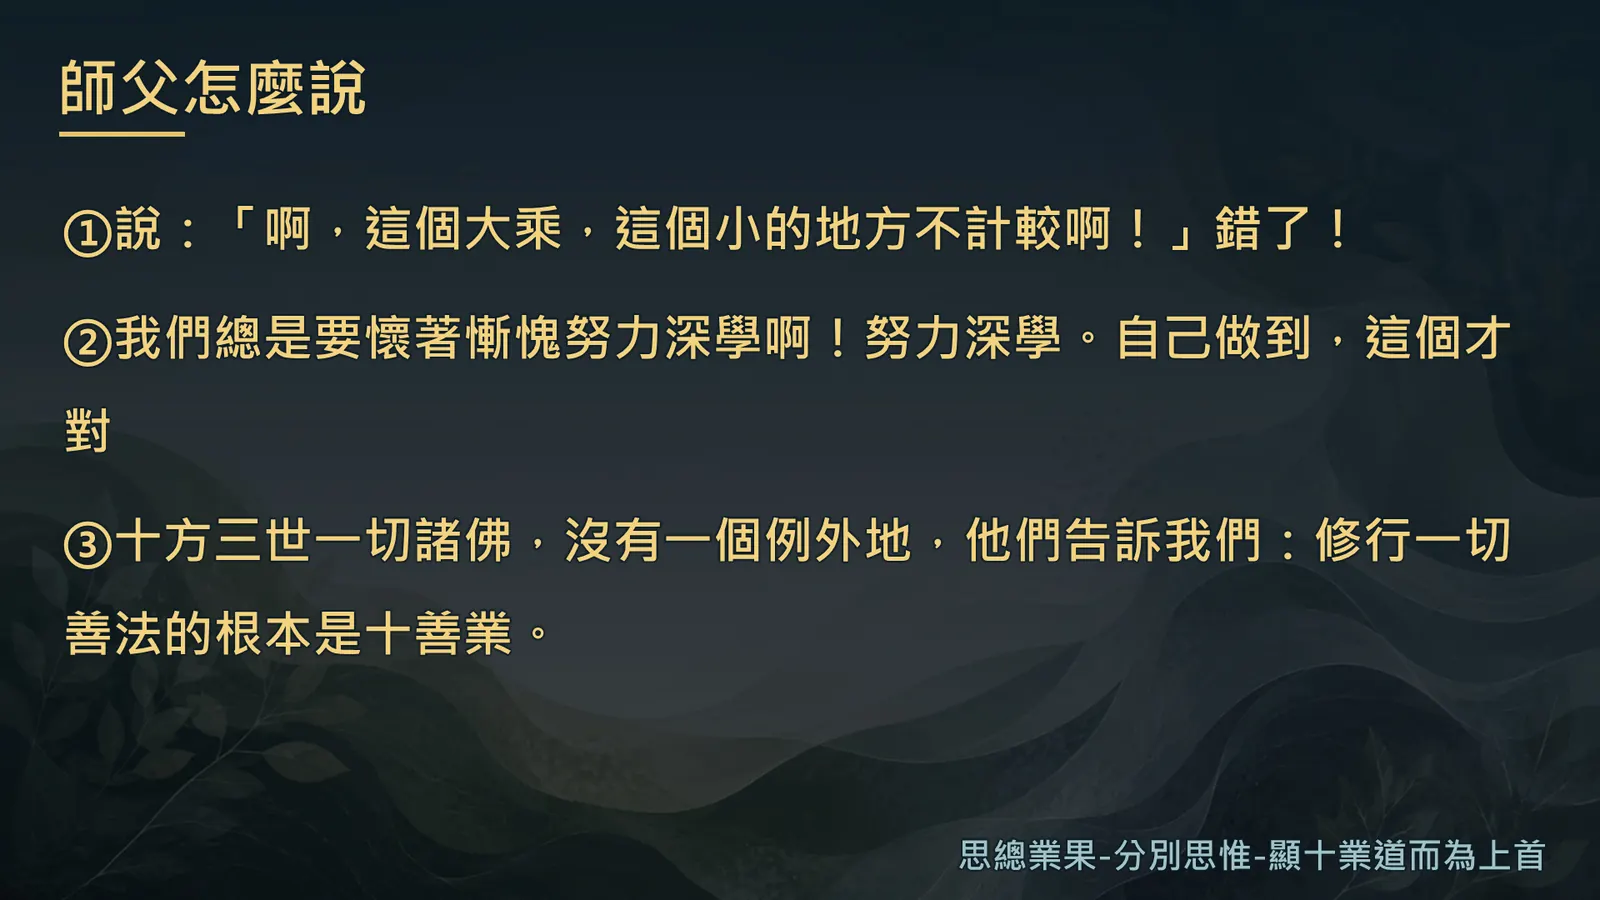 師父怎麼說
①說：「啊，這個大乘，這個小的地方不計較啊！」錯了！
②我們總是要懷著慚愧努力深學啊！努力深學。自己做到，這個才
對
③十方三世一切諸佛，沒有一個例外地，他們告訴我們：修行一切
善法的根本是十善業。
思總業果-分別思惟-顯十業道而為上首